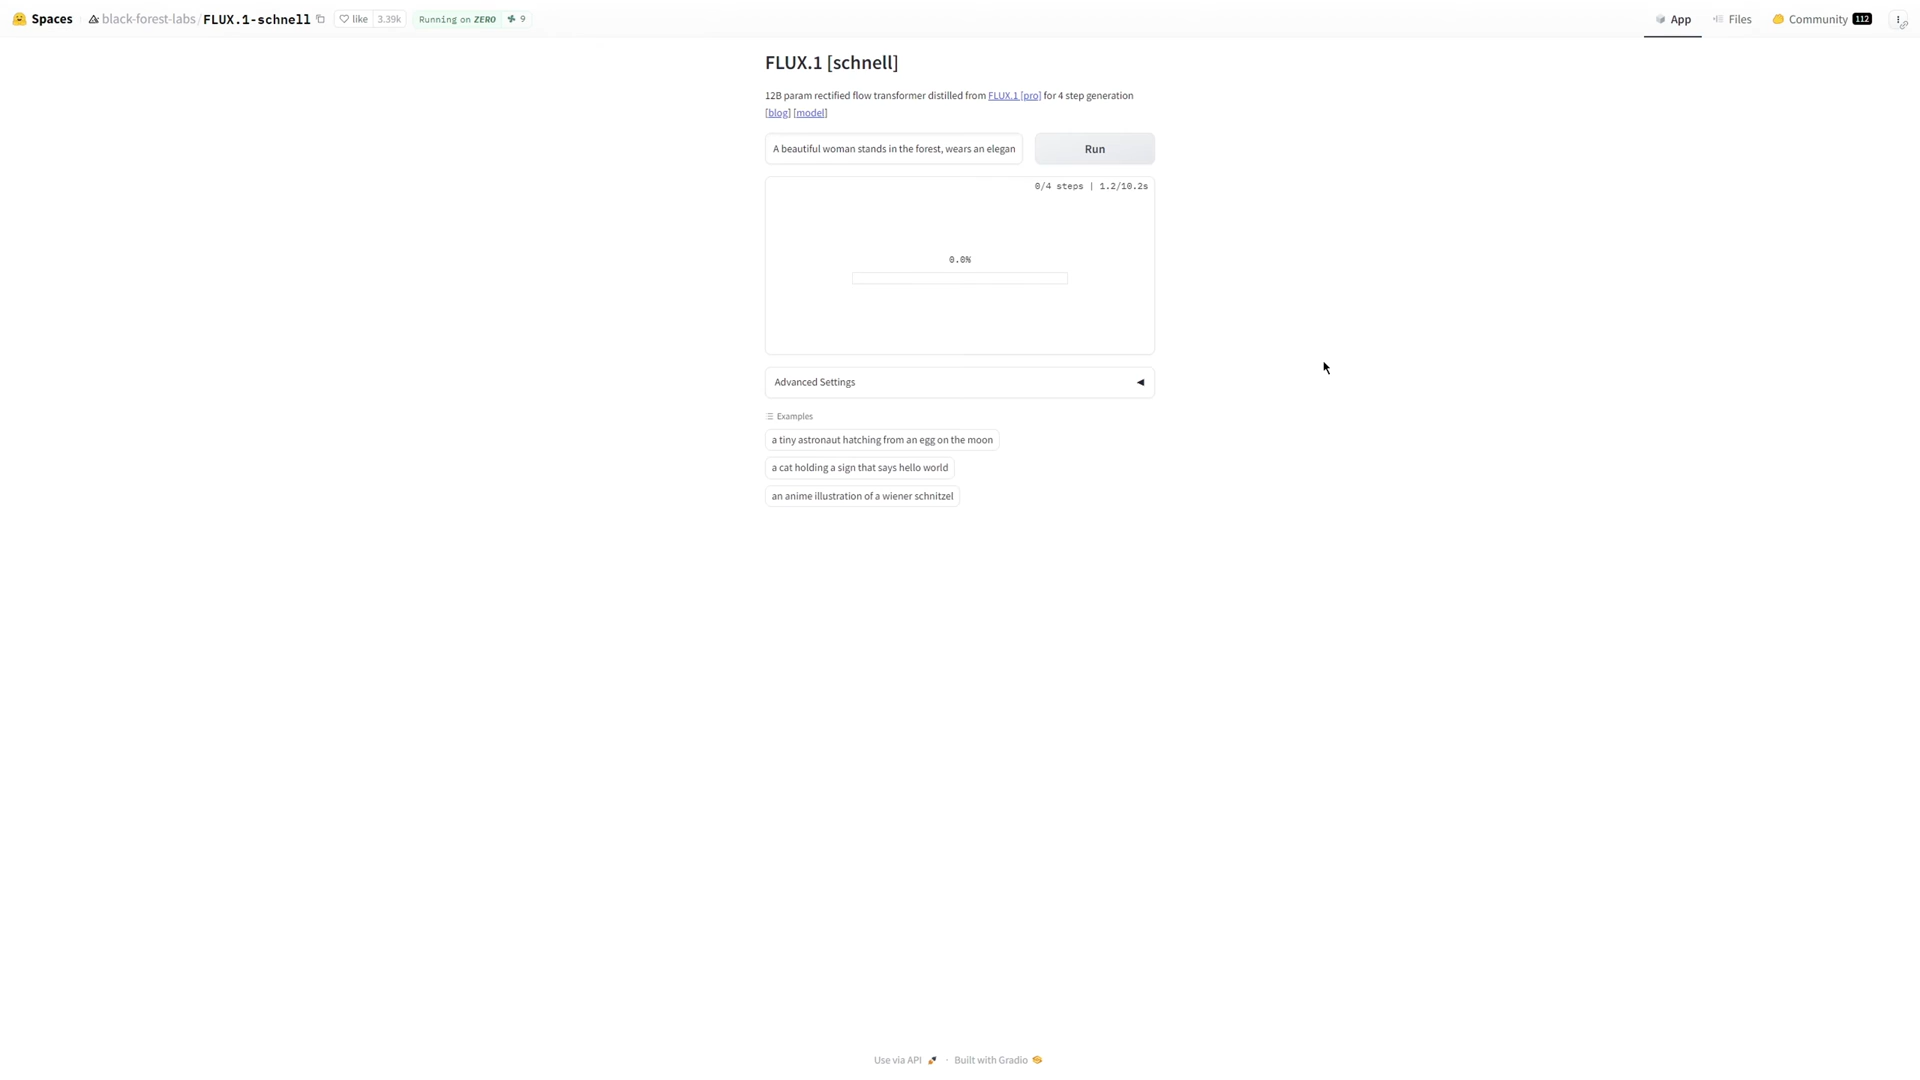 Spaces black-forest-labs/FLUX.1-schnell like 3.39k Running on ZERO 9 App Files Community 112
FLUX.1 [schnell]
12B param rectified flow transformer distilled from FLUX.1 [pro] for 4 step generation
[blog] [model]
A beautiful woman stands in the forest, wears an elegan Run
0/4 steps | 1.2/10.2s
0.0%
Advanced Settings
Examples
a tiny astronaut hatching from an egg on the moon
a cat holding a sign that says hello world
an anime illustration of a wiener schnitzel
Use via API · Built with Gradio